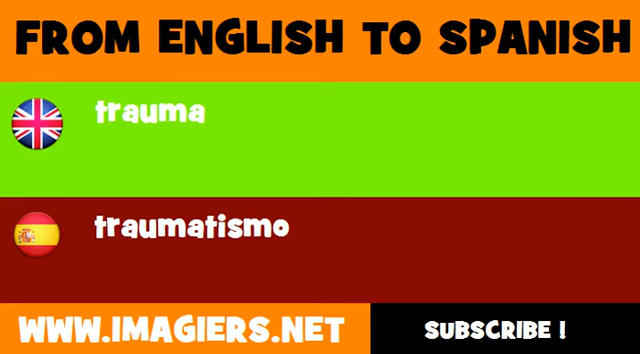 FROM ENGLISH TO SPANISH
trauma
traumatismo
WWW.IMAGIERS.NET
SUBSCRIBE !